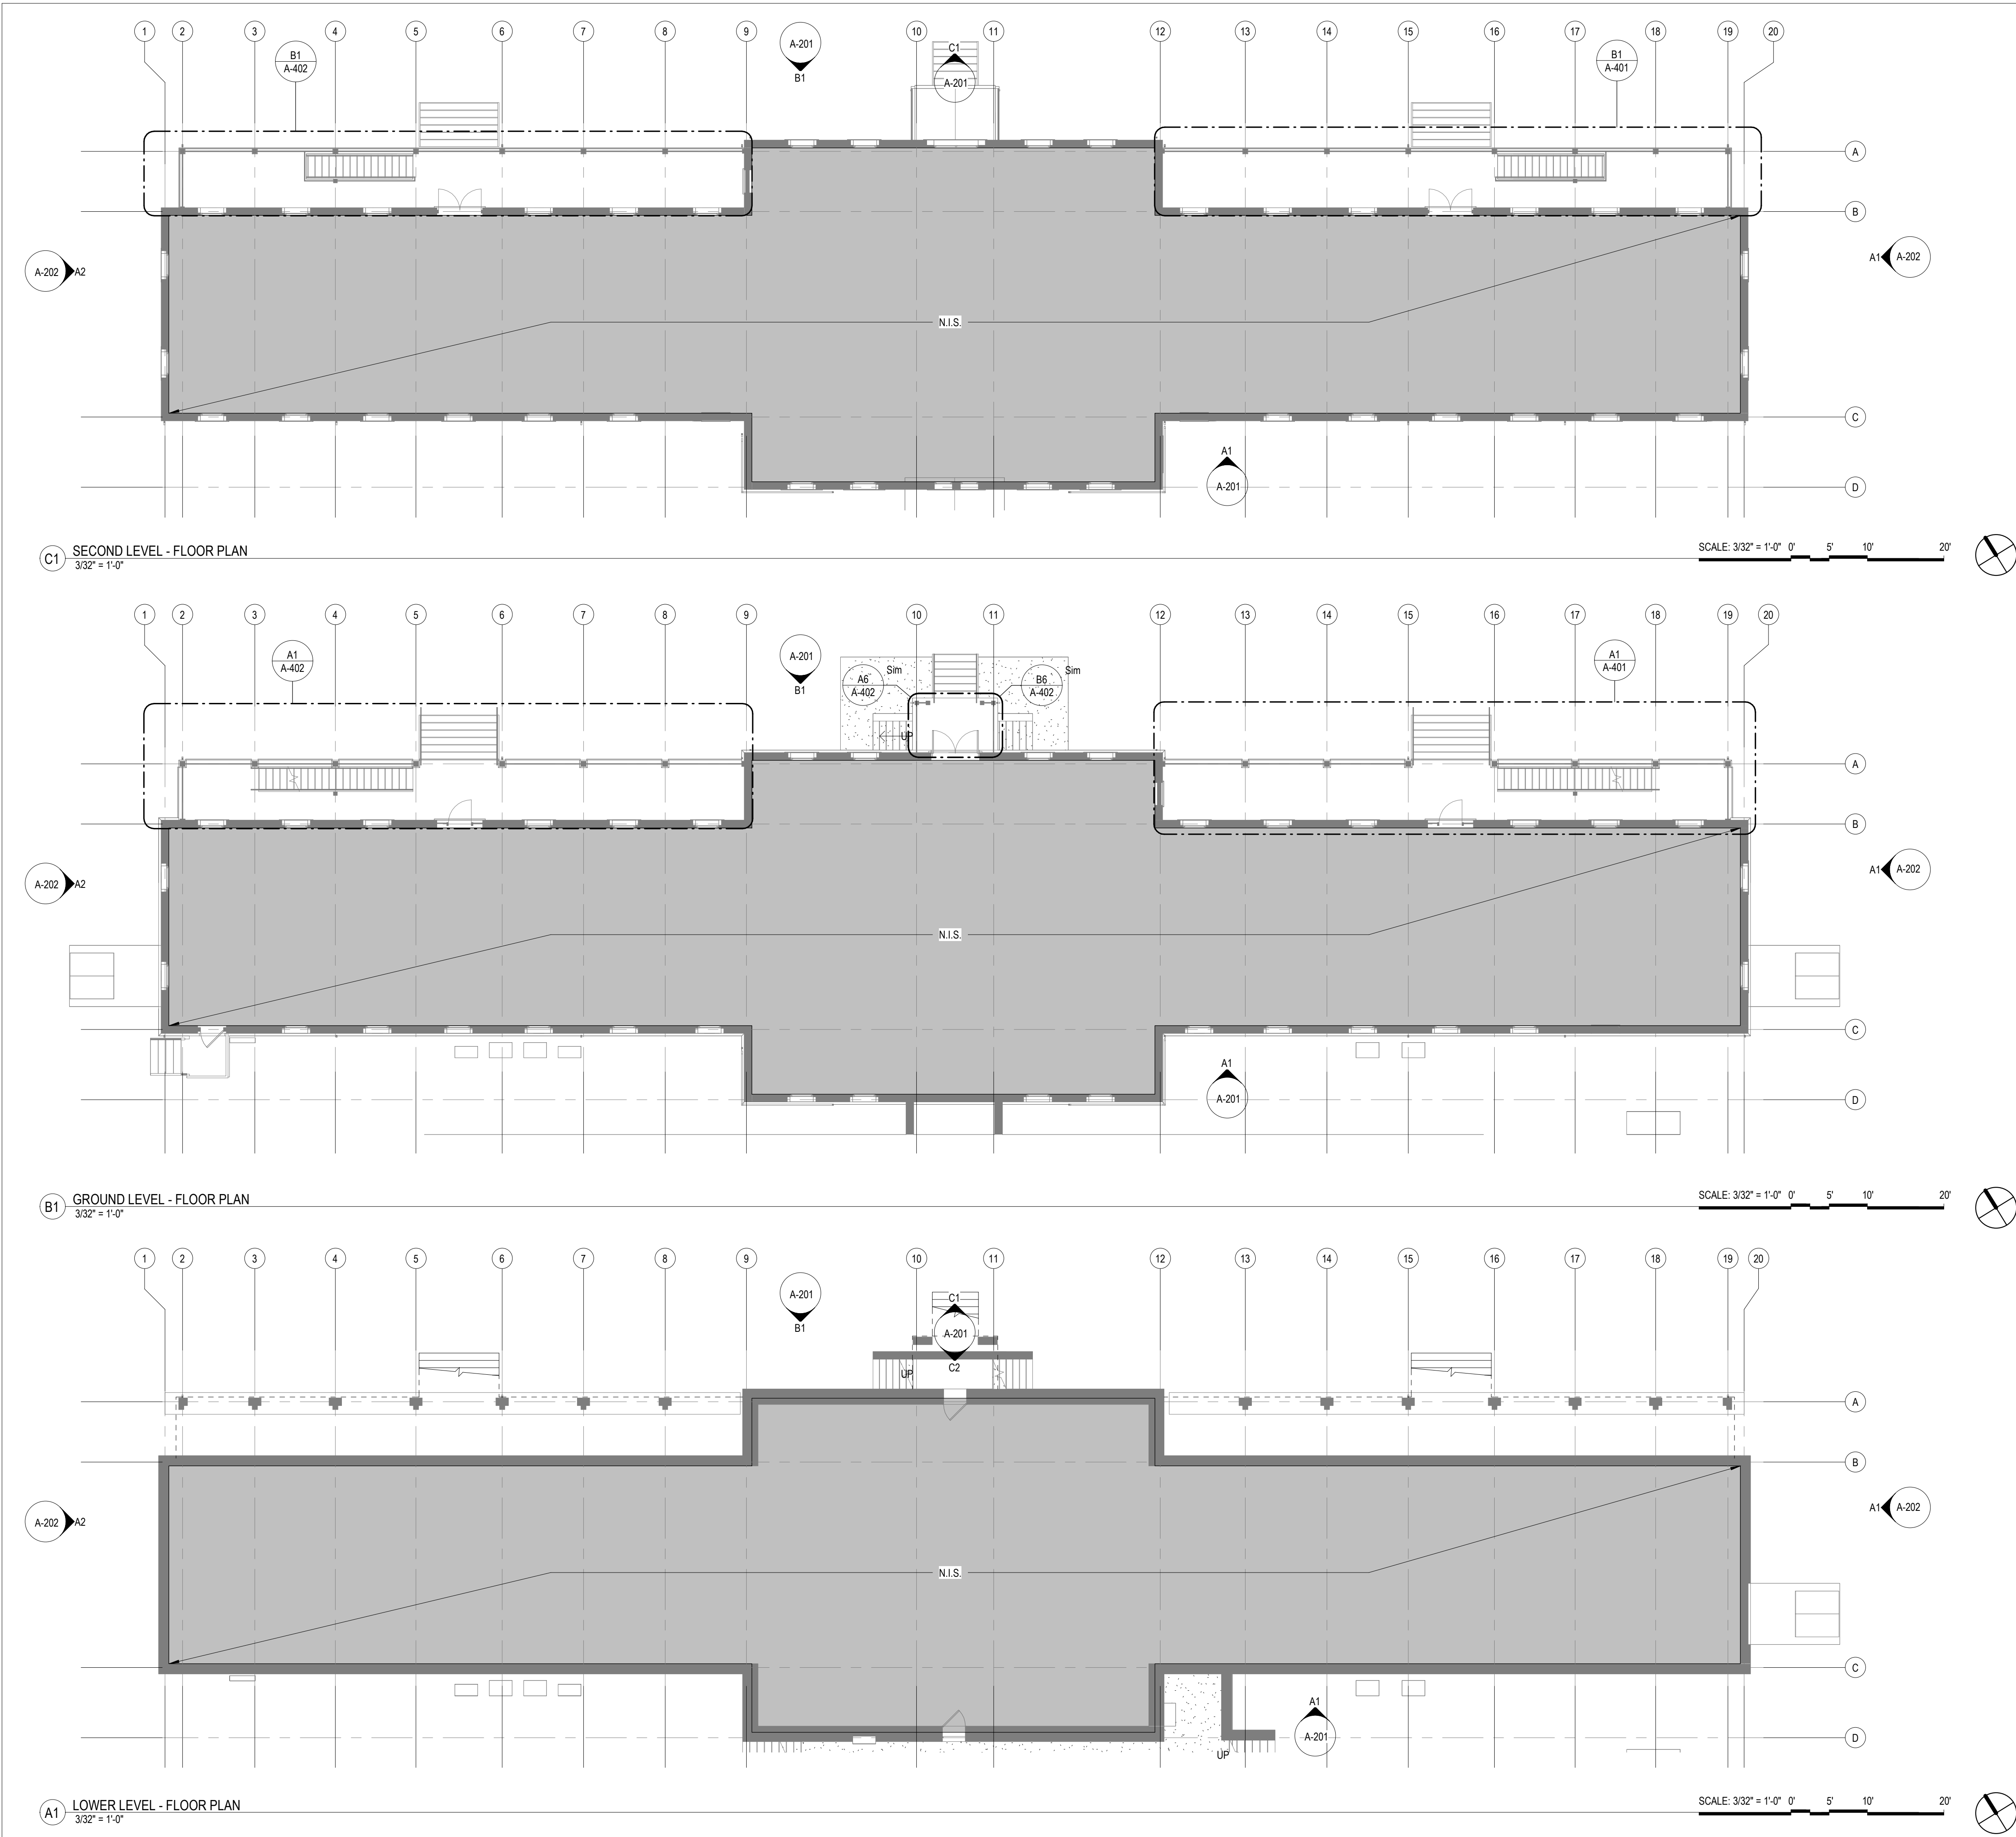 1 2 3 4 5 6 7 8 9 10 11 12 13 14 15 16 17 18 19 20
B1
A-402
A-201
B1
C1
A-201
B1
A-401
A
B
A-202 A2
A1 A-202
N.I.S.
C
A1
A-201
D
C1 SECOND LEVEL - FLOOR PLAN
3/32" = 1'-0"
SCALE: 3/32" = 1'-0" 0' 5' 10' 20'
1 2 3 4 5 6 7 8 9 10 11 12 13 14 15 16 17 18 19 20
A1
A-402
A-201
B1
Sim
A6
A-402
UP
Sim
B6
A-402
A1
A-401
A
B
A-202 A2
A1 A-202
N.I.S.
C
A1
A-201
D
B1 GROUND LEVEL - FLOOR PLAN
3/32" = 1'-0"
SCALE: 3/32" = 1'-0" 0' 5' 10' 20'
1 2 3 4 5 6 7 8 9 10 11 12 13 14 15 16 17 18 19 20
A-201
B1
C1
A-201
C2
UP
A
B
A-202 A2
A1 A-202
N.I.S.
C
A1
A-201
D
UP
A1 LOWER LEVEL - FLOOR PLAN
3/32" = 1'-0"
SCALE: 3/32" = 1'-0" 0' 5' 10' 20'